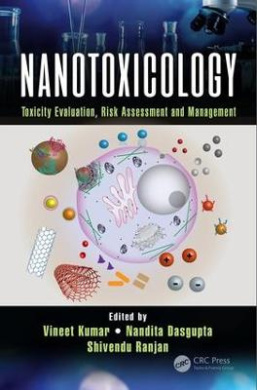 NANOTOXICOLOGY
Toxicity Evaluation, Risk Assessment and Management
Edited by
Vineet Kumar • Nandita Dasgupta
Shivendu Ranjan
CRC Press